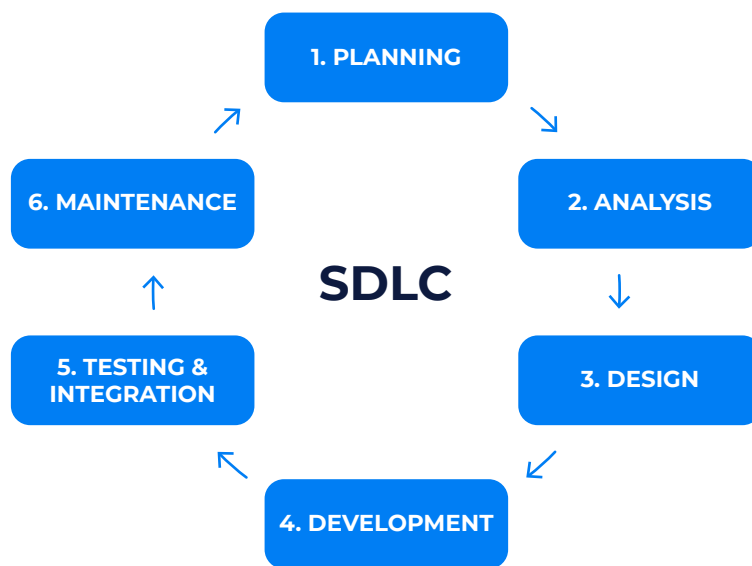 1. PLANNING
6. MAINTENANCE
2. ANALYSIS
SDLC
5. TESTING &
INTEGRATION
3. DESIGN
4. DEVELOPMENT